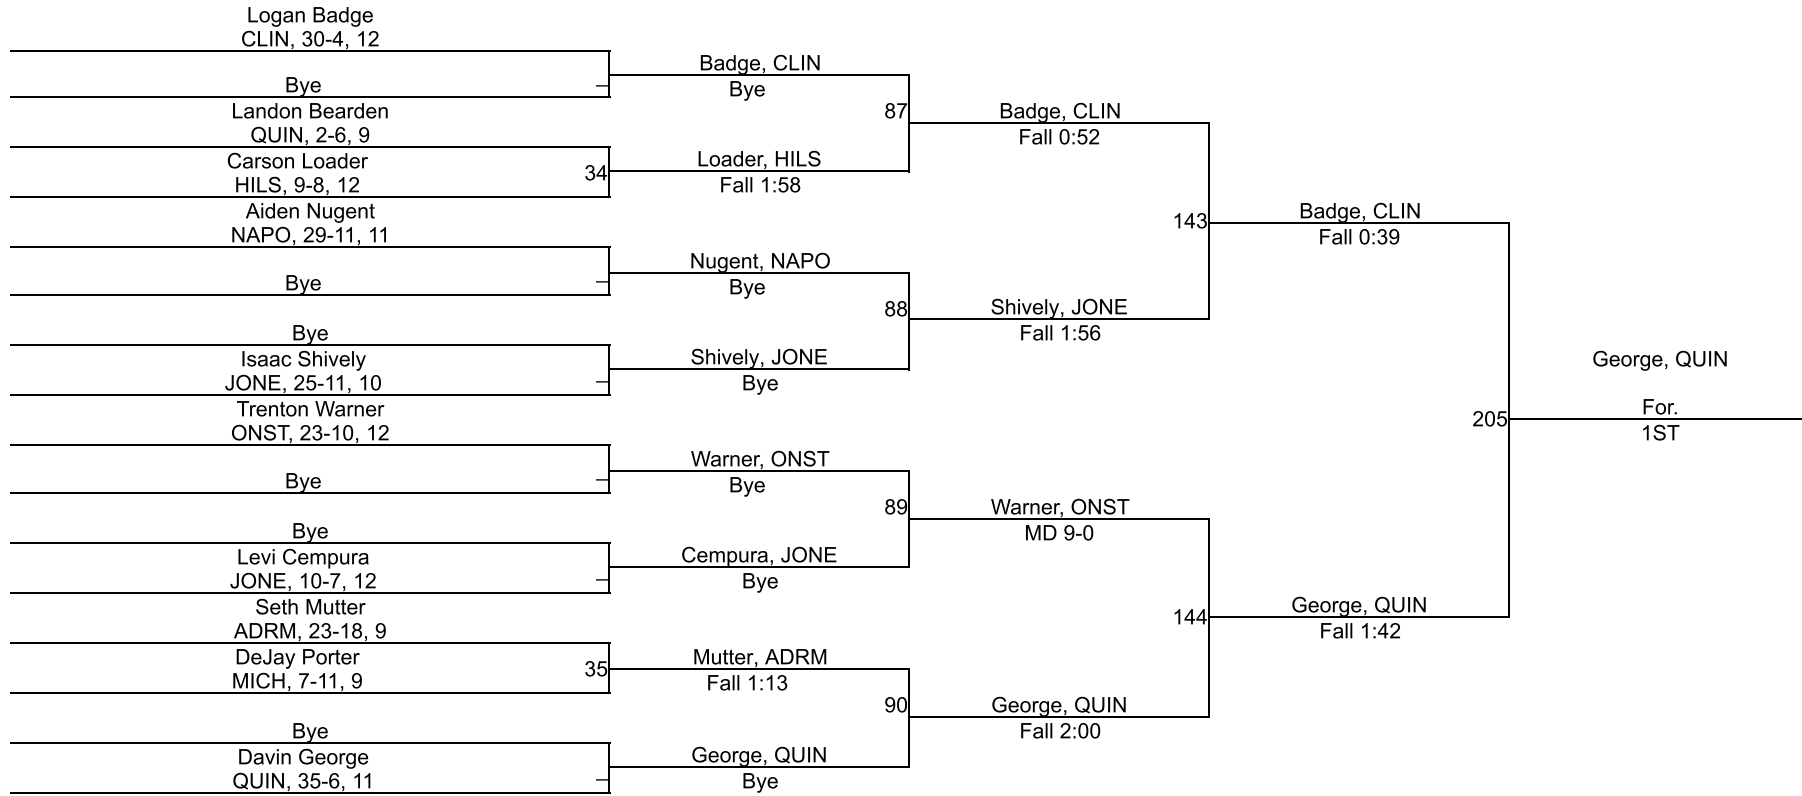 Logan Badge
CLIN, 30-4, 12
Bye
Landon Bearden
QUIN, 2-6, 9
Carson Loader
HILS, 9-8, 12
34
Aiden Nugent
NAPO, 29-11, 11
Bye
Bye
Isaac Shively
JONE, 25-11, 10
Trenton Warner
ONST, 23-10, 12
Bye
Bye
Levi Cempura
JONE, 10-7, 12
Seth Mutter
ADRM, 23-18, 9
DeJay Porter
MICH, 7-11, 9
35
Bye
Davin George
QUIN, 35-6, 11
Badge, CLIN
Bye
87
Loader, HILS
Fall 1:58
Nugent, NAPO
Bye
88
Shively, JONE
Bye
Warner, ONST
Bye
89
Cempura, JONE
Bye
Mutter, ADRM
Fall 1:13
90
George, QUIN
Bye
Badge, CLIN
Fall 0:52
143
Shively, JONE
Fall 1:56
Warner, ONST
MD 9-0
144
George, QUIN
Fall 2:00
Badge, CLIN
Fall 0:39
205
George, QUIN
Fall 1:42
George, QUIN
For.
1ST